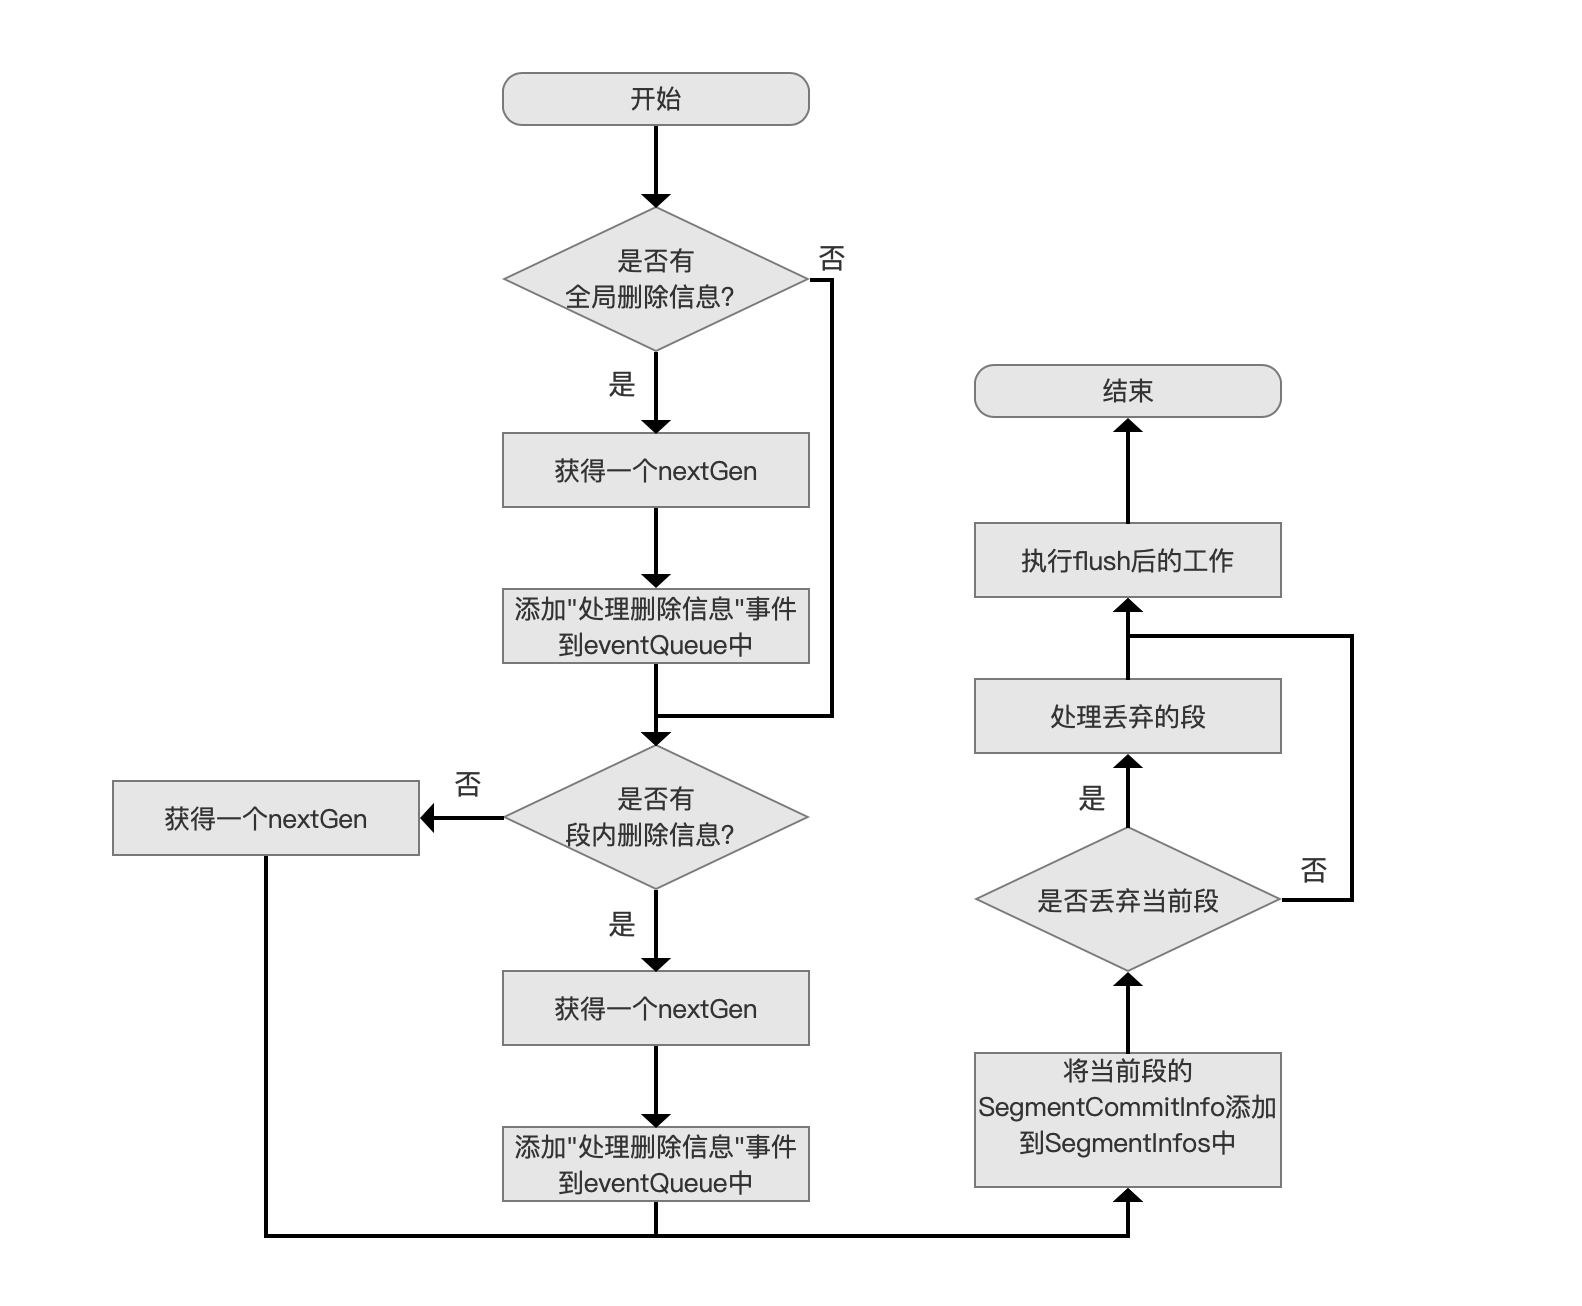 开始
是否有
全局删除信息?
否
是
获得一个nextGen
添加"处理删除信息"事件
到eventQueue中
是否有
段内删除信息?
否
获得一个nextGen
是
获得一个nextGen
添加"处理删除信息"事件
到eventQueue中
将当前段的
SegmentCommitInfo添加
到SegmentInfos中
是否丢弃当前段
否
是
处理丢弃的段
执行flush后的工作
结束